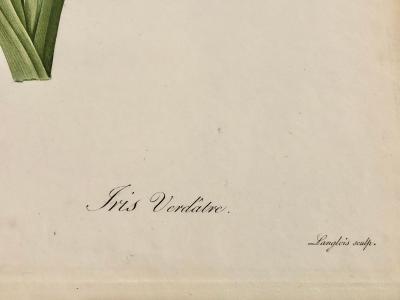 Iris Verdâtre.
Langlois sculp.